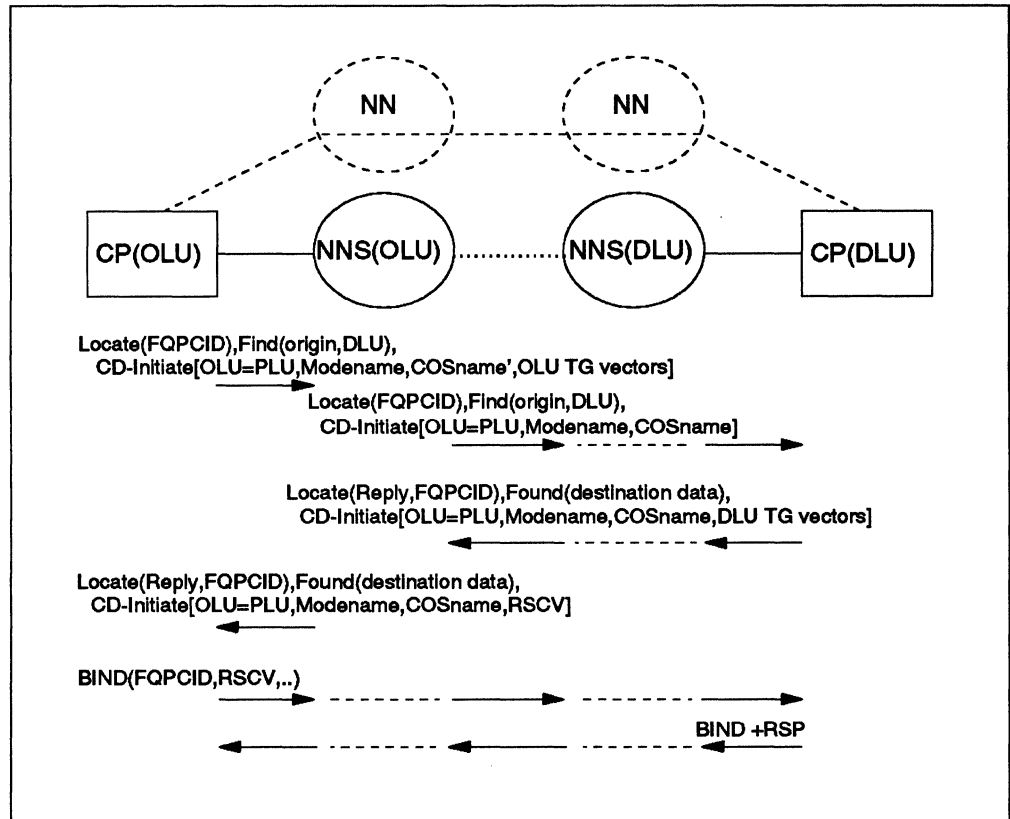 NN NN
CP(OLU) NNS(OLU) NNS(DLU) CP(DLU)
Locate(FQPCID),Find(origin,DLU),
CD-Initiate[OLU=PLU,Modename,COSname',OLU TG vectors]
Locate(FQPCID),Find(origin,DLU),
CD-Initiate[OLU=PLU,Modename,COSname]
Locate(Reply,FQPCID),Found(destination data),
CD-Initiate[OLU=PLU,Modename,COSname,DLU TG vectors]
Locate(Reply,FQPCID),Found(destination data),
CD-Initiate[OLU=PLU,Modename,COSname,RSCV]
BIND(FQPCID,RSCV,..)
BIND +RSP